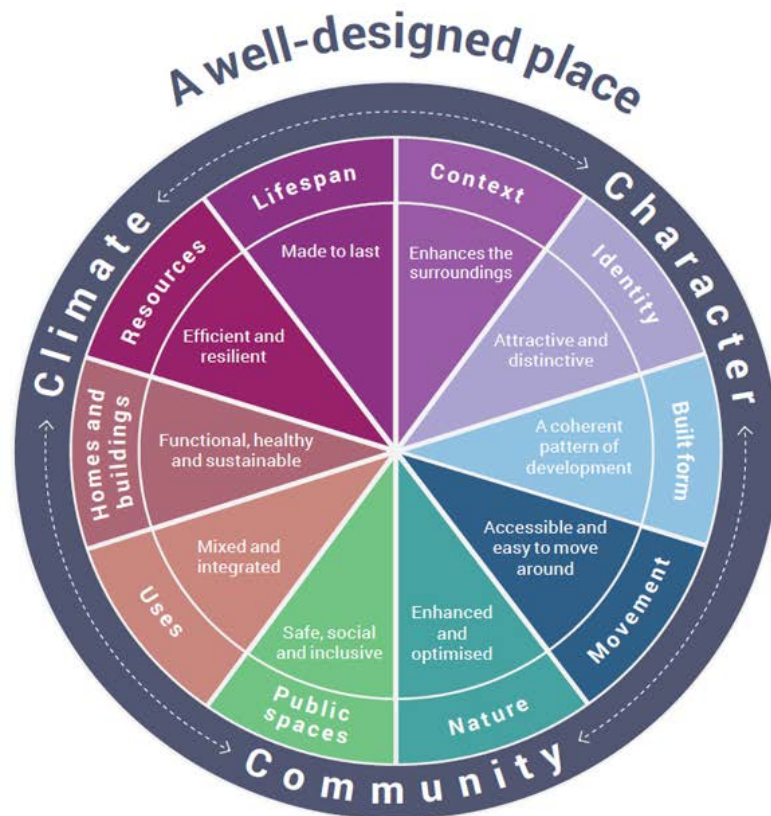 A well-designed place
Climate
Character
Community
Context
Enhances the
surroundings
Identity
Attractive and
distinctive
Built form
A coherent
pattern of
development
Movement
Accessible and
easy to move
around
Nature
Enhanced
and
optimised
Public
spaces
Safe, social
and inclusive
Uses
Mixed and
integrated
Homes and
buildings
Functional, healthy
and sustainable
Resources
Efficient and
resilient
Lifespan
Made to last